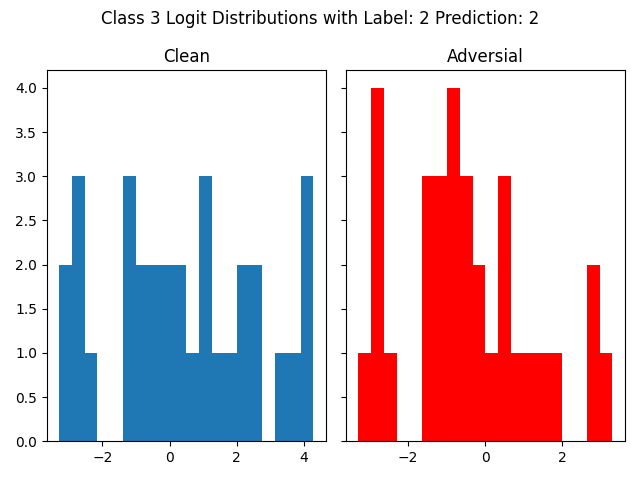 Class 3 Logit Distributions with Label: 2 Prediction: 2
Clean
Adversial
4.0
3.5
3.0
2.5
2.0
1.5
1.0
0.5
0.0
−2 0 2 4
−2 0 2